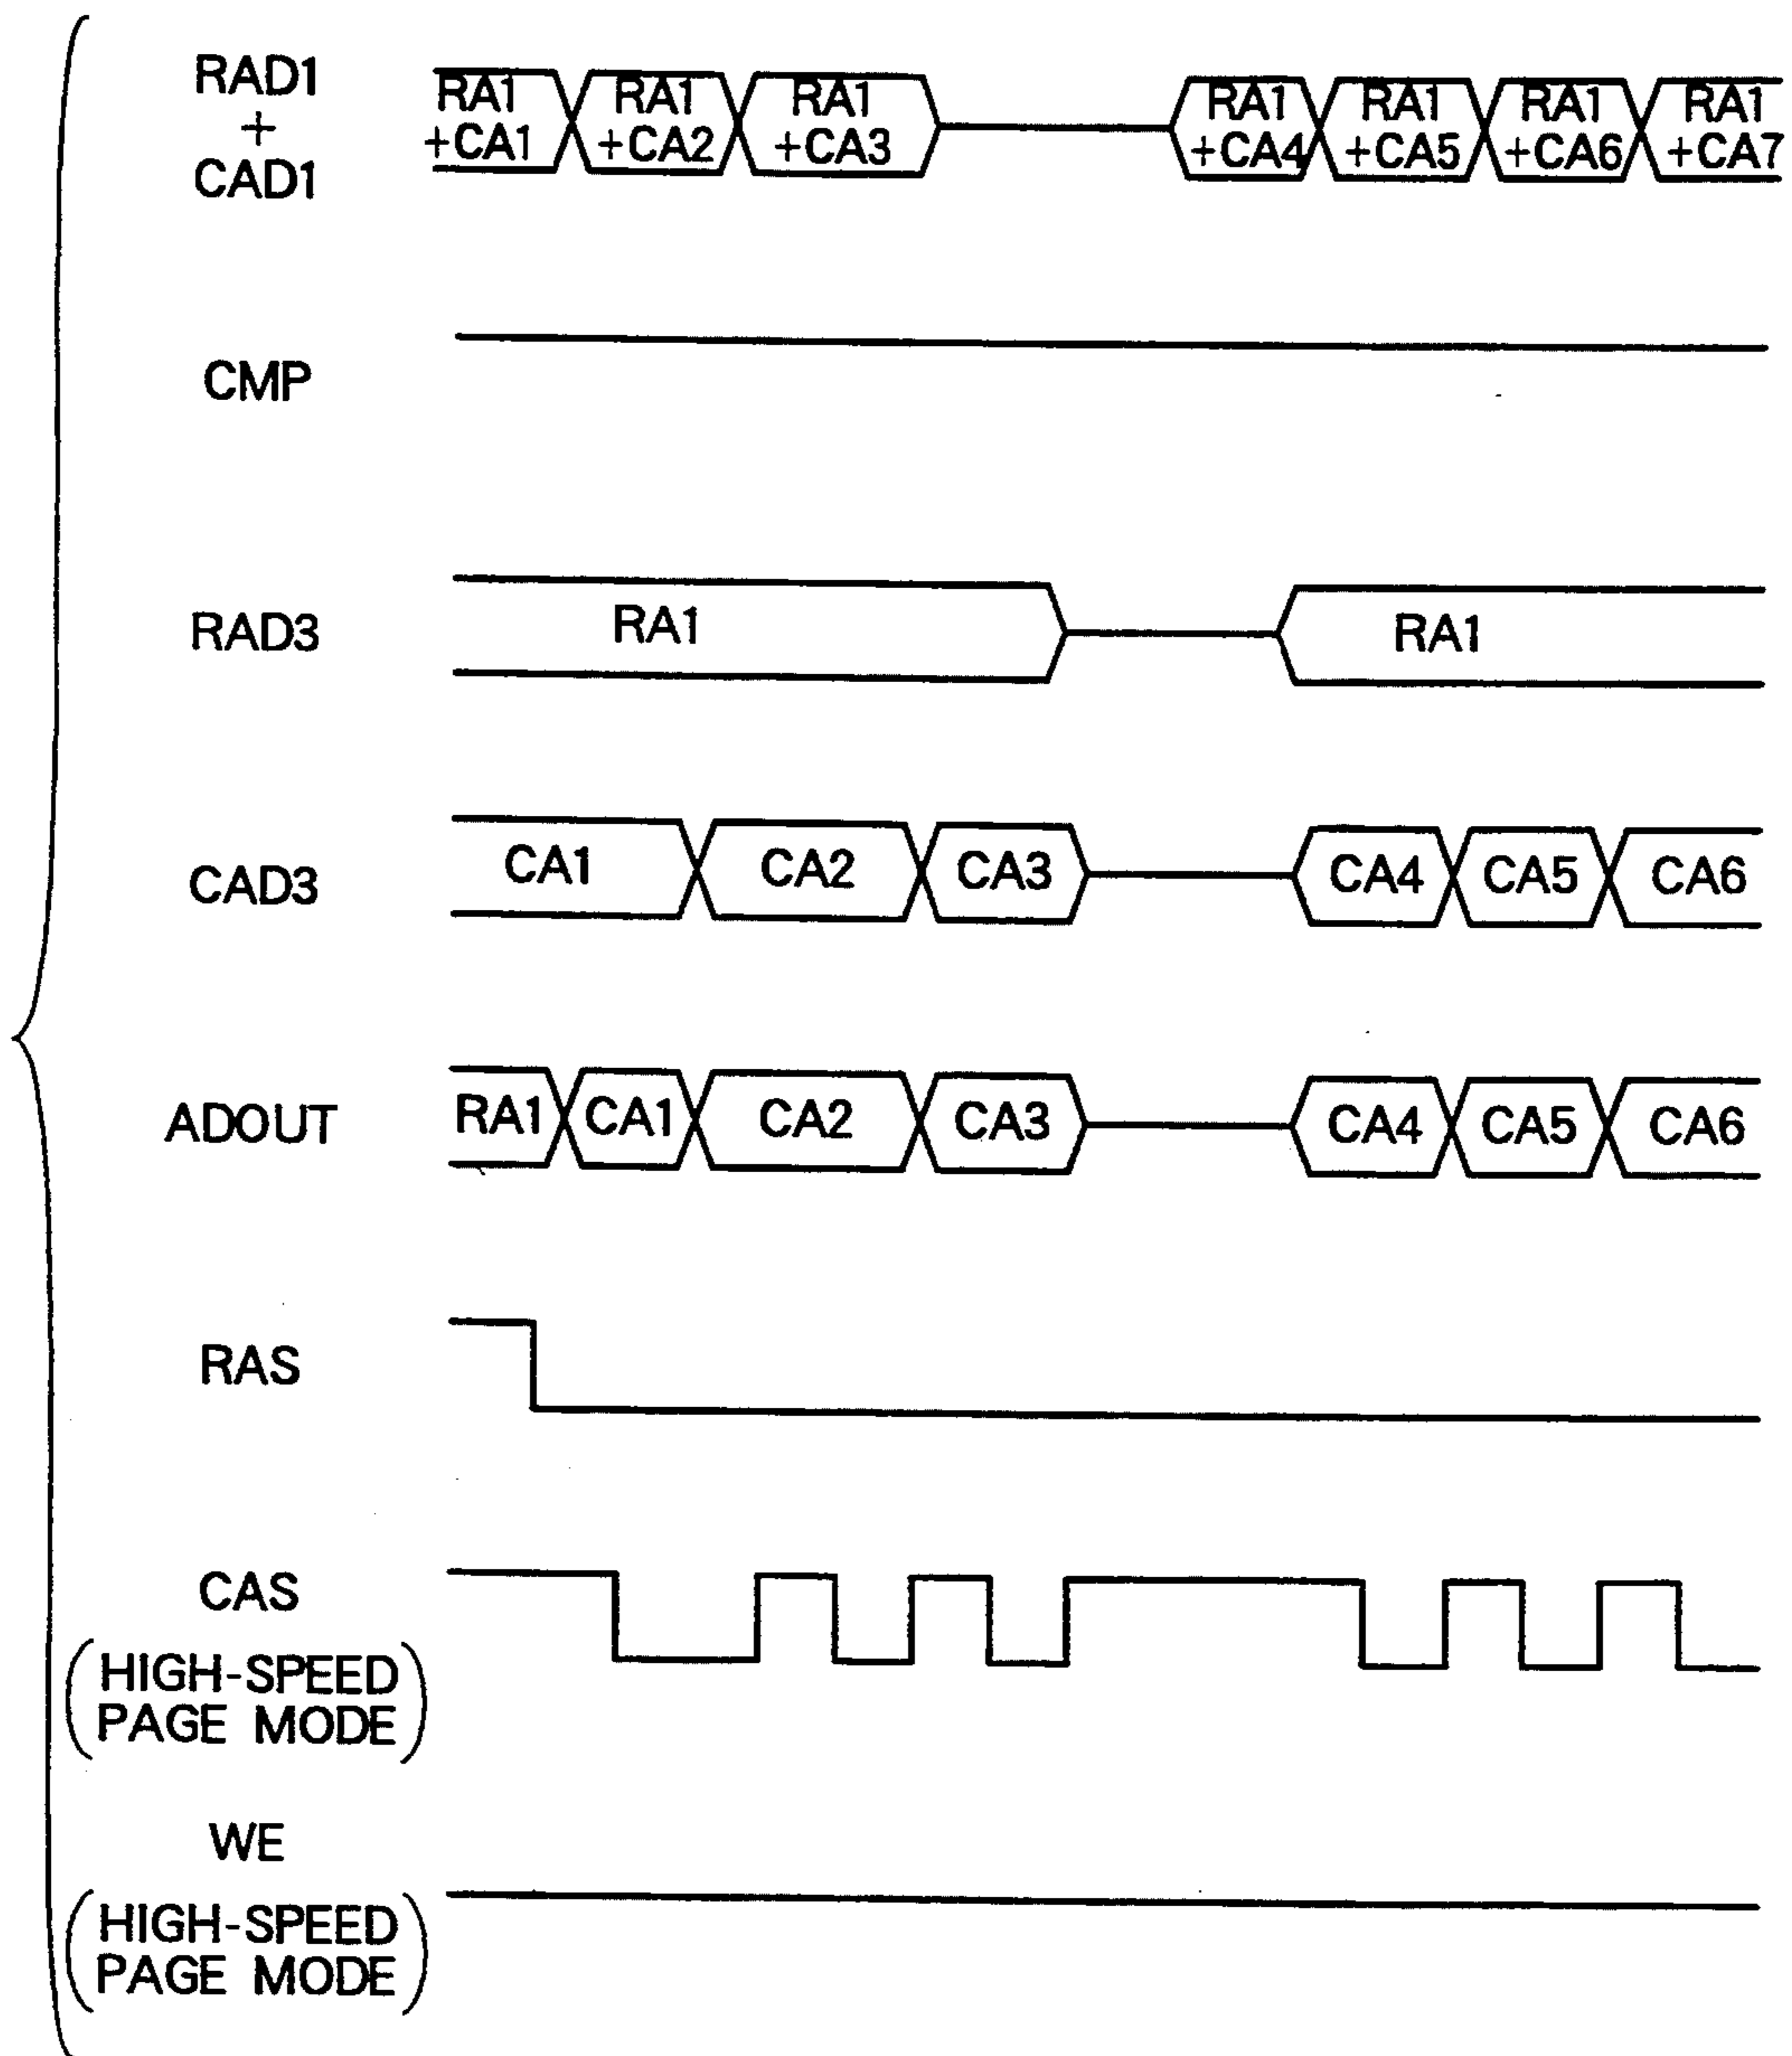 RAD1
+
CAD1
RA1
+CA1
RA1
+CA2
RA1
+CA3
RA1
+CA4
RA1
+CA5
RA1
+CA6
RA1
+CA7
CMP
RAD3
RA1
RA1
CAD3
CA1
CA2
CA3
CA4
CA5
CA6
ADOUT
RA1
CA1
CA2
CA3
CA4
CA5
CA6
RAS
CAS
(HIGH-SPEED
PAGE MODE)
WE
(HIGH-SPEED
PAGE MODE)